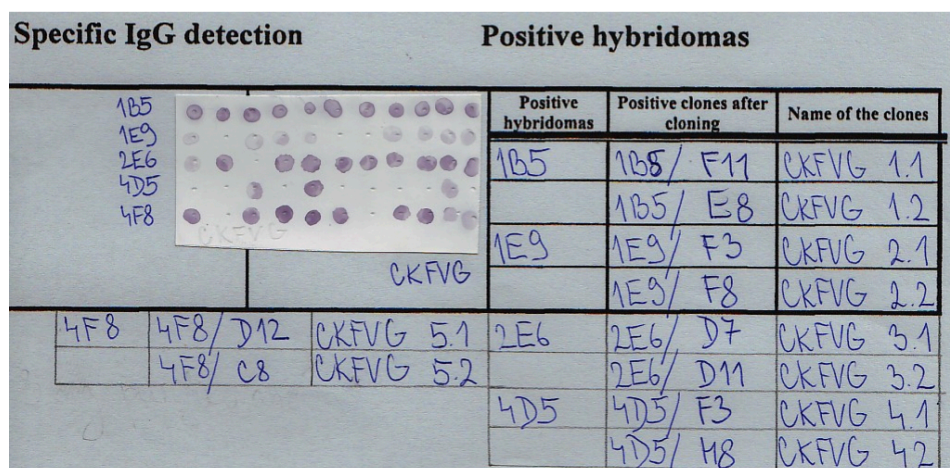 Specific IgG detection
Positive hybridomas
1B5
1E9
2E6
4D5
4F8
CKFVG
CKFVG
Positive hybridomas
Positive clones after cloning
Name of the clones
1B5 1B5/ F11 CKFVG 1.1
1B5/ E8 CKFVG 1.2
1E9 1E9/ F3 CKFVG 2.1
1E9/ F8 CKFVG 2.2
4F8 4F8/ D12 CKFVG 5.1
4F8/ C8 CKFVG 5.2
2E6 2E6/ D7 CKFVG 3.1
2E6/ D11 CKFVG 3.2
4D5 4D5/ F3 CKFVG 4.1
4D5/ H8 CKFVG 4.2